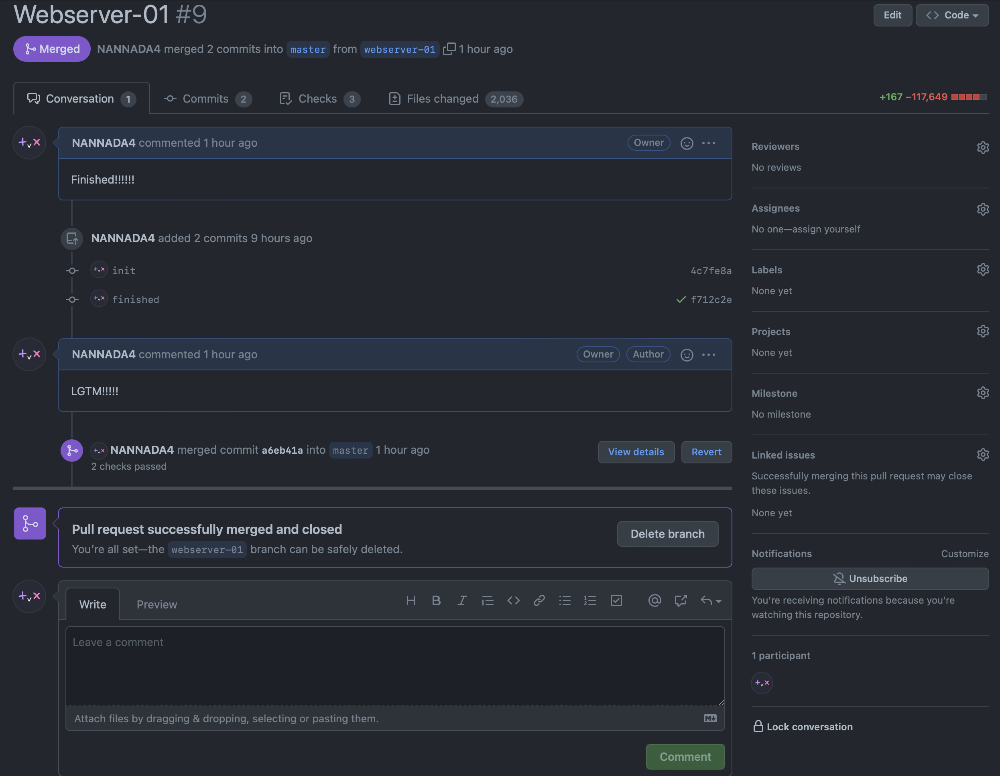 Webserver-01 #9
Edit
Code
Merged
NANNADA4 merged 2 commits into master from webserver-01 1 hour ago
Conversation 1
Commits 2
Checks 3
Files changed 2,036
+167 −117,649
NANNADA4 commented 1 hour ago
Owner
Finished!!!!!!
NANNADA4 added 2 commits 9 hours ago
init
4c7fe8a
finished
f712c2e
NANNADA4 commented 1 hour ago
Owner
Author
LGTM!!!!!
NANNADA4 merged commit a6eb41a into master 1 hour ago
2 checks passed
View details
Revert
Pull request successfully merged and closed
You’re all set—the webserver-01 branch can be safely deleted.
Delete branch
Write
Preview
Leave a comment
Attach files by dragging & dropping, selecting or pasting them.
Comment
Reviewers
No reviews
Assignees
No one—assign yourself
Labels
None yet
Projects
None yet
Milestone
No milestone
Linked issues
Successfully merging this pull request may close
these issues.
None yet
Notifications
Customize
Unsubscribe
You’re receiving notifications because you’re
watching this repository.
1 participant
Lock conversation